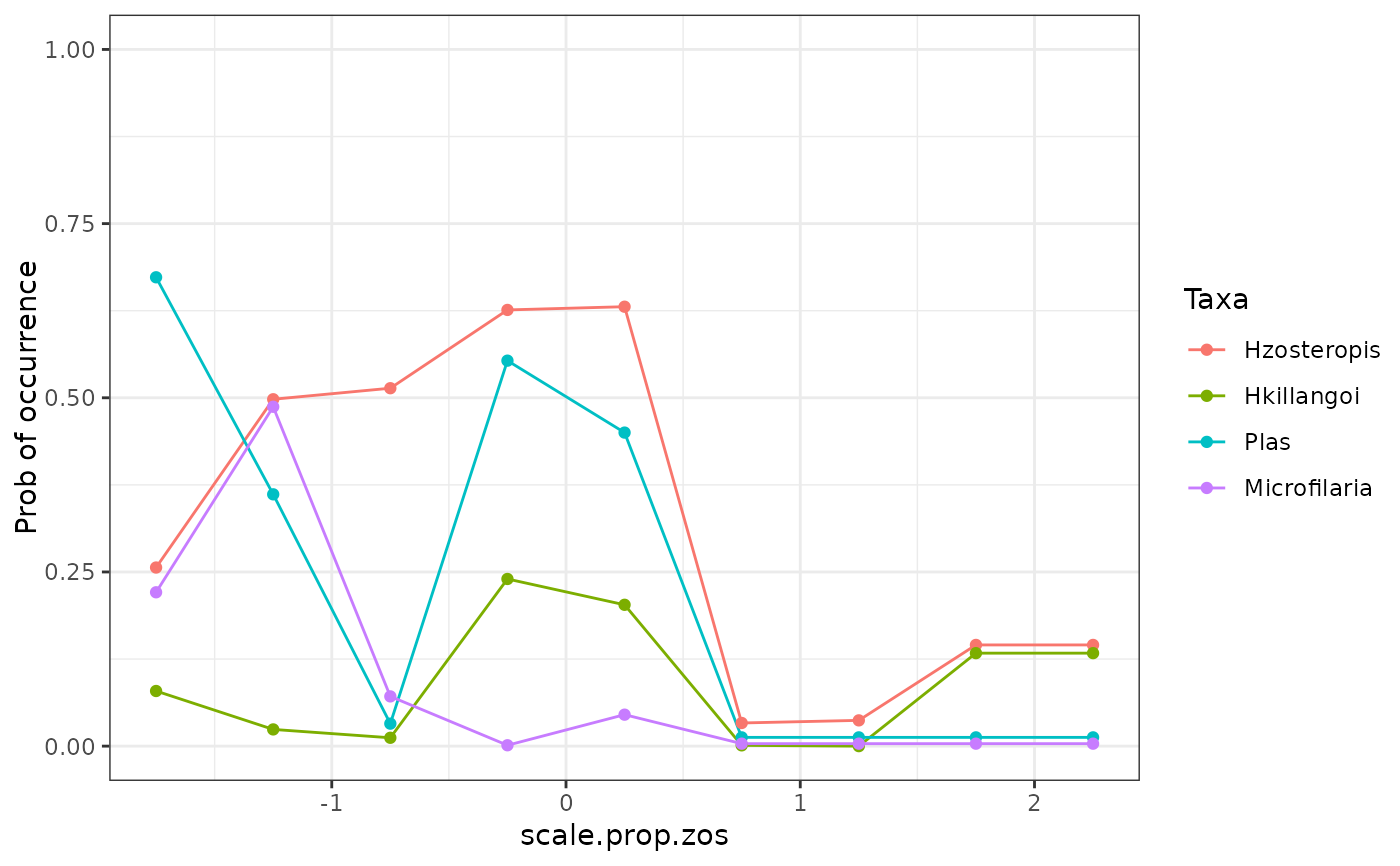 1.00
0.75
0.50
0.25
0.00
Prob of occurrence
-1
0
1
2
scale.prop.zos
Taxa
Hzosteropis
Hkillangoi
Plas
Microfilaria